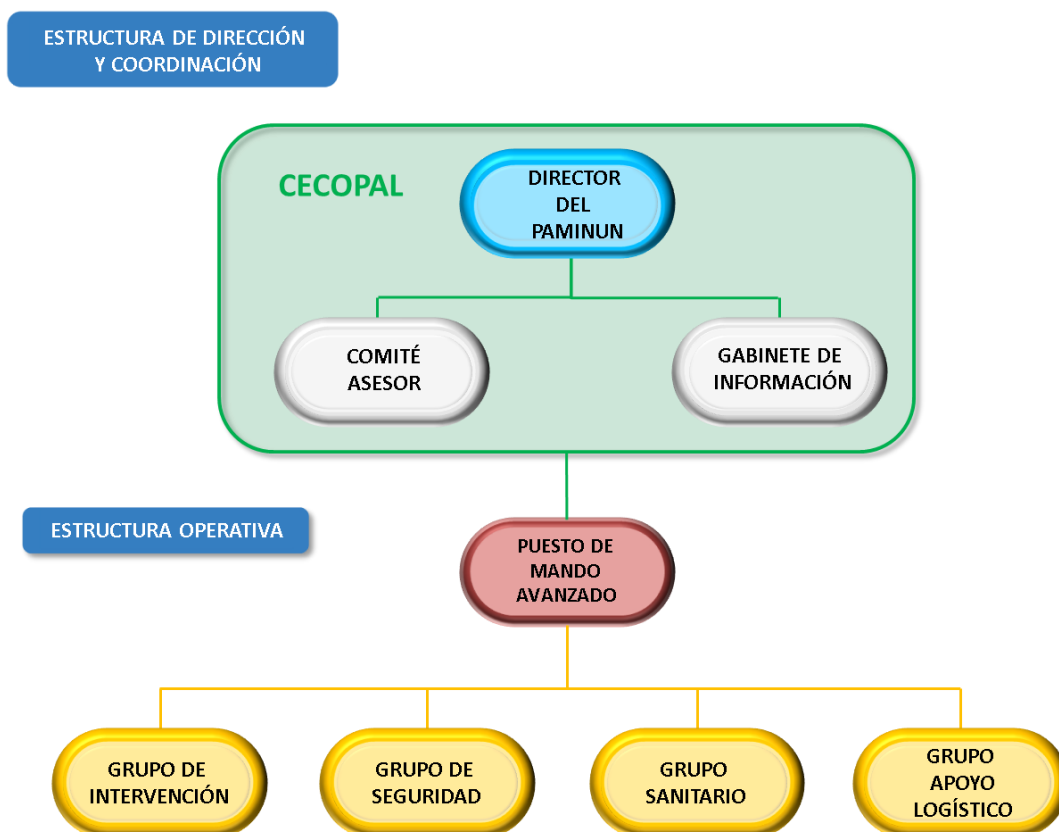 ESTRUCTURA DE DIRECCIÓN
Y COORDINACIÓN
CECOPAL
DIRECTOR
DEL
PAMINUN
COMITÉ
ASESOR
GABINETE DE
INFORMACIÓN
ESTRUCTURA OPERATIVA
PUESTO DE
MANDO
AVANZADO
GRUPO DE
INTERVENCIÓN
GRUPO DE
SEGURIDAD
GRUPO
SANITARIO
GRUPO
APOYO
LOGÍSTICO